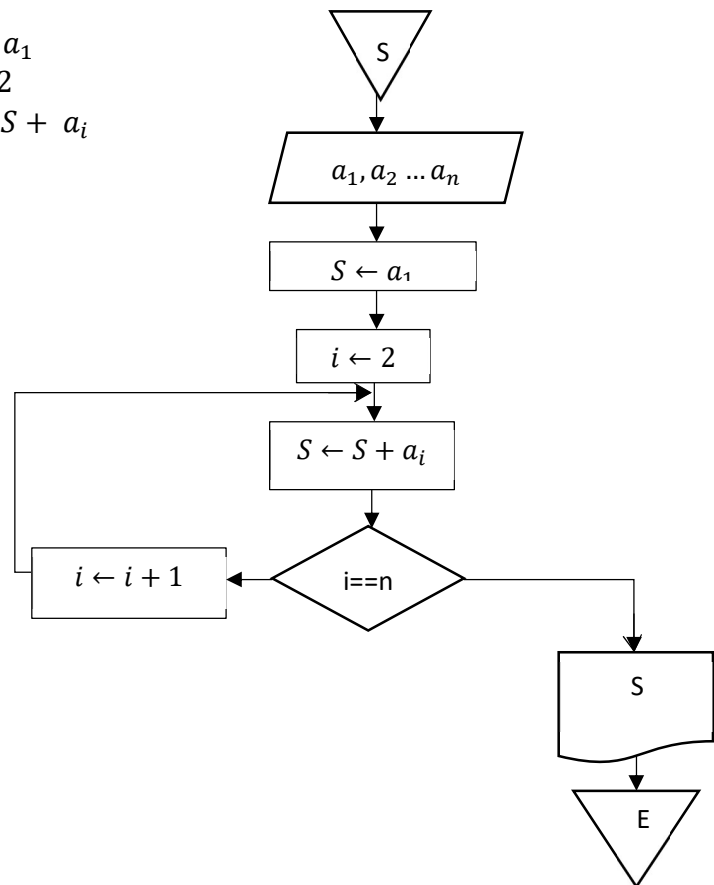 a₁
2
S + aᵢ
S
a₁, a₂ … aₙ
S ← a₁
i ← 2
S ← S + aᵢ
i==n
i ← i + 1
S
E